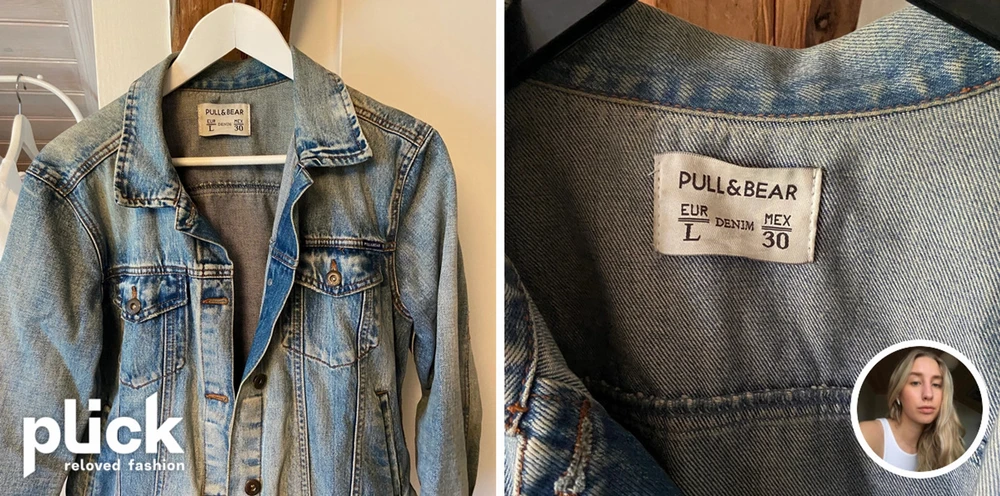 PULL&BEAR
EUR
L
DENIM
MEX
30
plick
reloved fashion
PULL&BEAR
EUR
L
DENIM
MEX
30